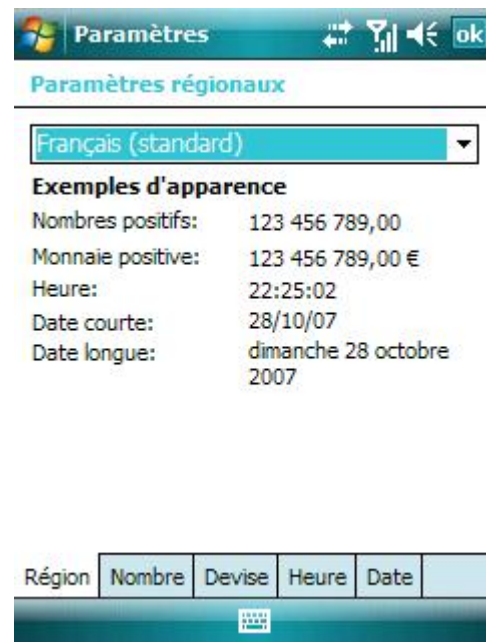 Paramètres ok
Paramètres régionaux
Français (standard)
Exemples d'apparence
Nombres positifs: 123 456 789,00
Monnaie positive: 123 456 789,00 €
Heure: 22:25:02
Date courte: 28/10/07
Date longue: dimanche 28 octobre
2007
Région Nombre Devise Heure Date